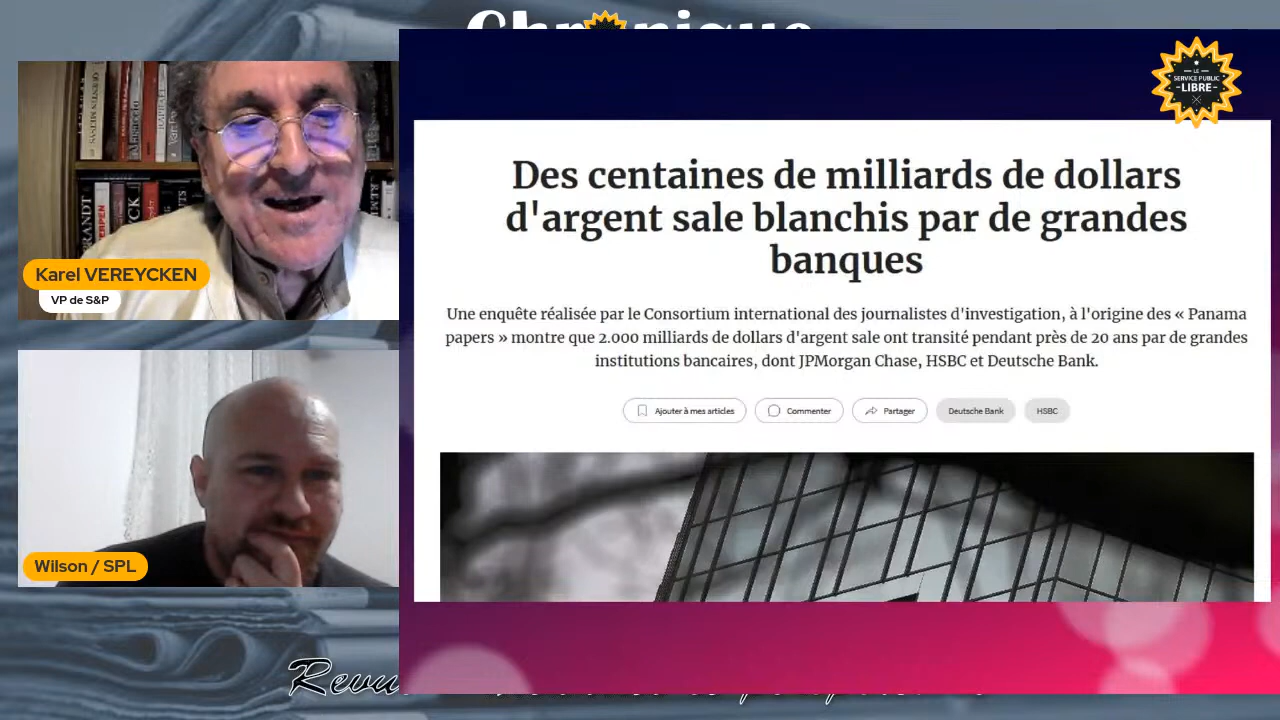 Chronique
LE
SERVICE PUBLIC
LIBRE
Des centaines de milliards de dollars
d'argent sale blanchis par de grandes
banques
Une enquête réalisée par le Consortium international des journalistes d'investigation, à l'origine des « Panama
papers » montre que 2.000 milliards de dollars d'argent sale ont transité pendant près de 20 ans par de grandes
institutions bancaires, dont JPMorgan Chase, HSBC et Deutsche Bank.
Ajouter à mes articles
Commenter
Partager
Deutsche Bank
HSBC
Karel VEREYCKEN
VP de S&P
Wilson / SPL
Revu